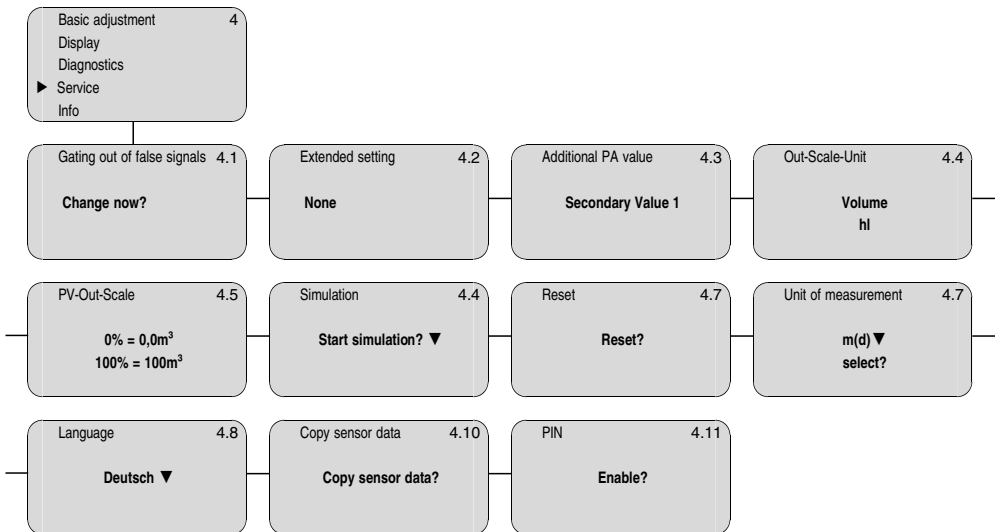 Basic adjustment 4
Display
Diagnostics
▶ Service
Info
Gating out of false signals 4.1
Change now?
Extended setting 4.2
None
Additional PA value 4.3
Secondary Value 1
Out-Scale-Unit 4.4
Volume
hl
PV-Out-Scale 4.5
0% = 0,0m³
100% = 100m³
Simulation 4.4
Start simulation? ▼
Reset 4.7
Reset?
Unit of measurement 4.7
m(d) ▼
select?
Language 4.8
Deutsch ▼
Copy sensor data 4.10
Copy sensor data?
PIN 4.11
Enable?